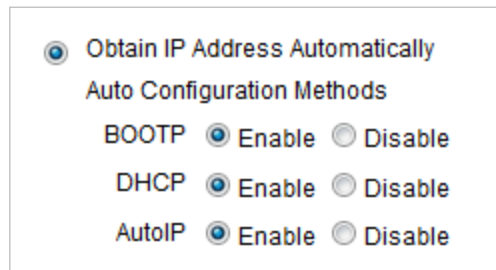 Obtain IP Address Automatically
Auto Configuration Methods
BOOTP Enable Disable
DHCP Enable Disable
AutoIP Enable Disable